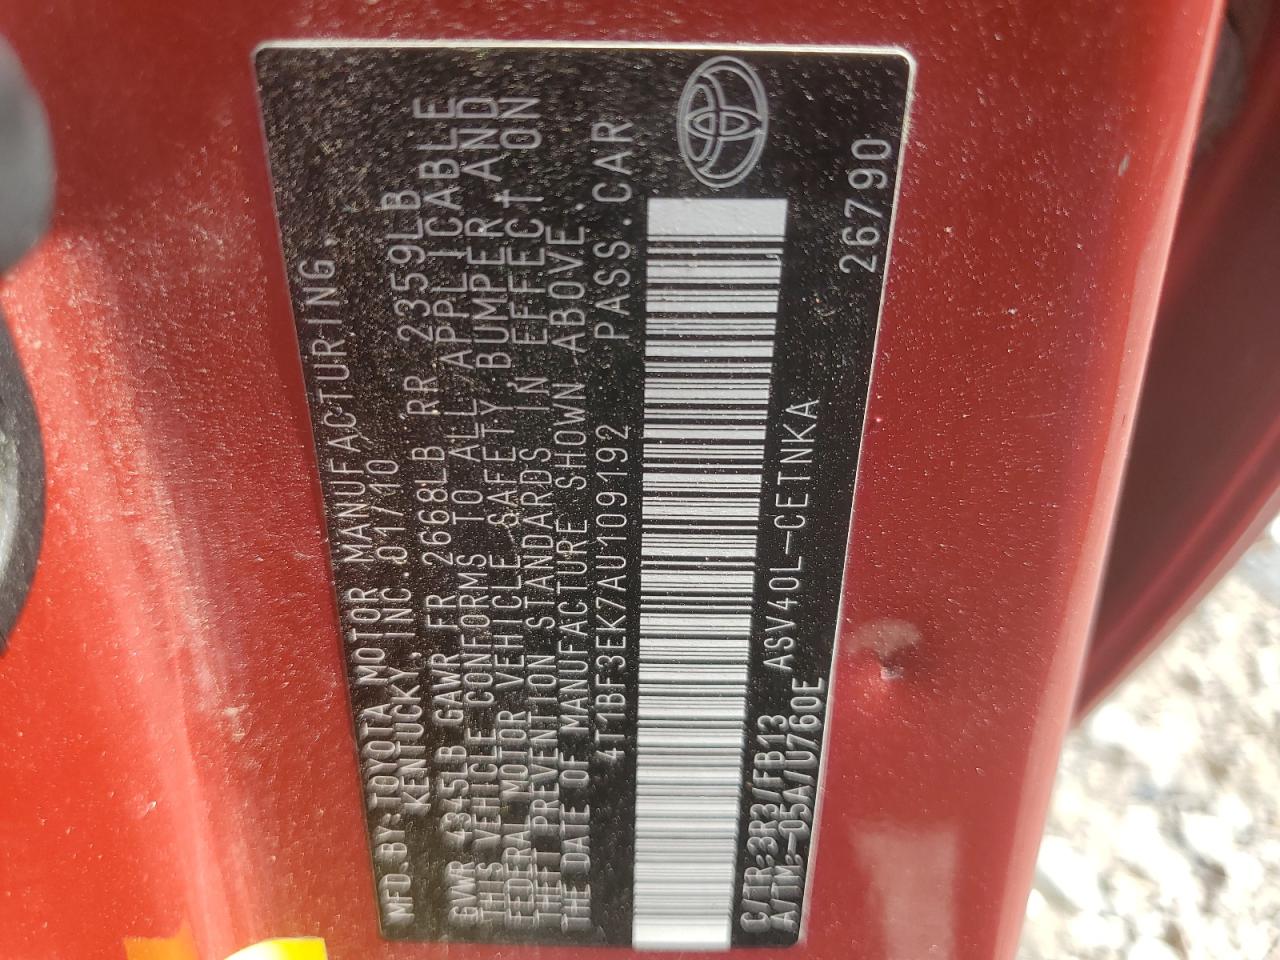 MFD.BY:TOYOTA MOTOR MANUFACTURING,
KENTUCKY, INC. 01/10
GVWR 4345LB GAWR FR 2668LB RR 2359LB
THIS VEHICLE CONFORMS TO ALL APPLICABLE
FEDERAL MOTOR VEHICLE SAFETY, BUMPER AND
THEFT PREVENTION STANDARDS IN EFFECT ON
THE DATE OF MANUFACTURE SHOWN ABOVE.
4T1BF3EK7AU109192 PASS.CAR
C/TR:3R3/FB13 ASV40L-CETNKA
A/TM:-05A/U760E 26790